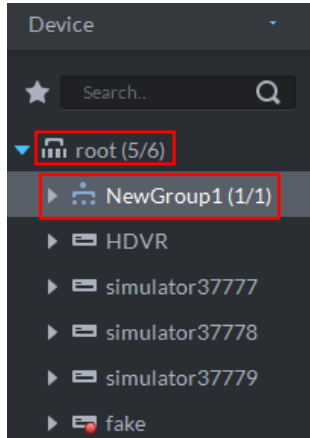 Device
Search..
root (5/6)
NewGroup1 (1/1)
HDVR
simulator37777
simulator37778
simulator37779
fake